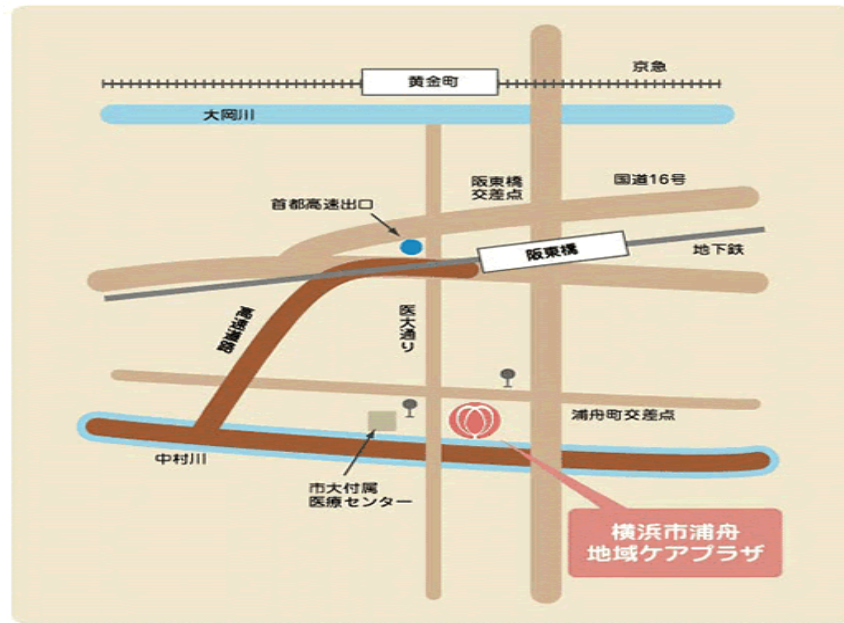 京急
黄金町
大岡川
阪東橋
交差点
国道16号
首都高速出口
阪東橋
地下鉄
高速道路
医大通り
浦舟町交差点
中村川
市大付属
医療センター
横浜市浦舟
地域ケアプラザ